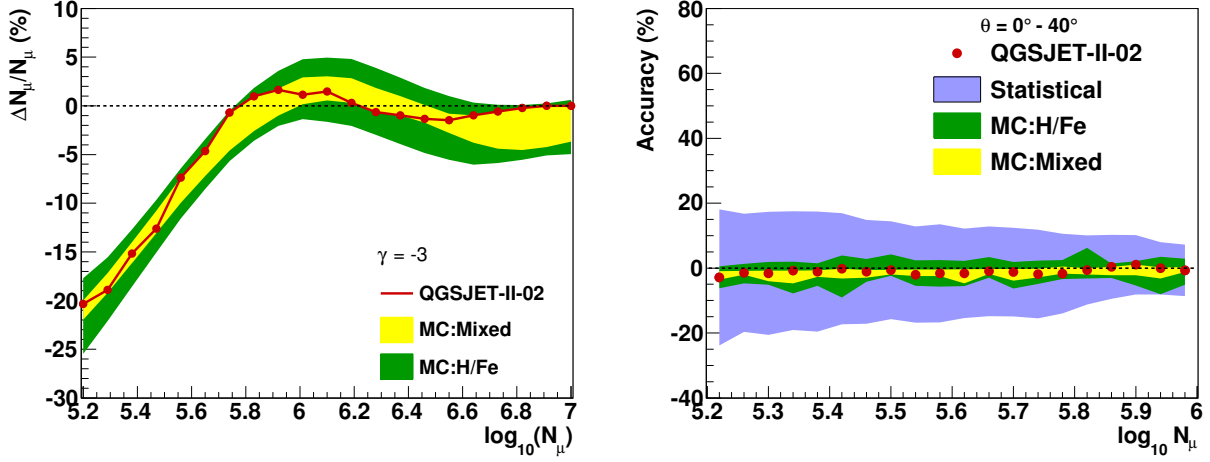 ΔN_μ/N_μ (%)
10
5
0
-5
-10
-15
-20
-25
-30
γ = -3
QGSJET-II-02
MC:Mixed
MC:H/Fe
5.2 5.4 5.6 5.8 6 6.2 6.4 6.6 6.8 7
log₁₀(N_μ)
Accuracy (%)
80
60
40
20
0
-20
-40
θ = 0° - 40°
QGSJET-II-02
Statistical
MC:H/Fe
MC:Mixed
5.2 5.3 5.4 5.5 5.6 5.7 5.8 5.9 6
log₁₀ N_μ